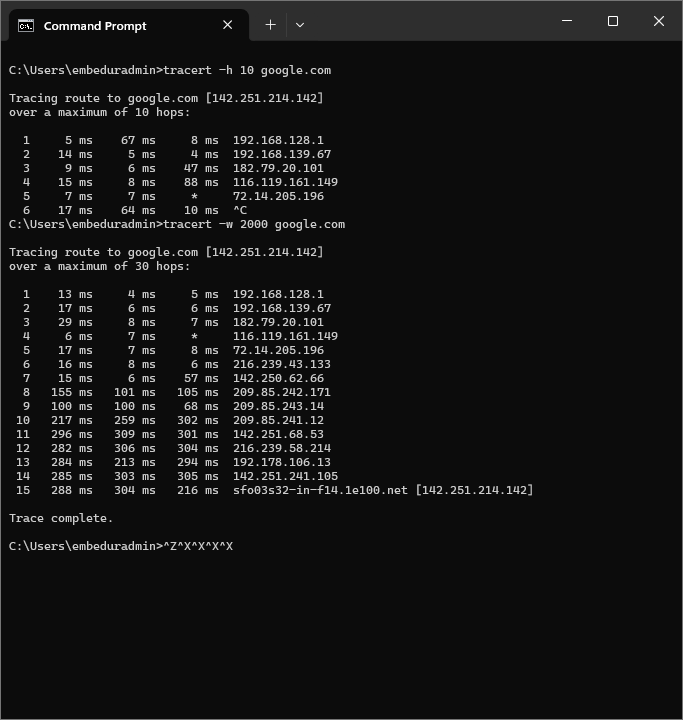 Command Prompt
C:\Users\embeduradmin>tracert -h 10 google.com
Tracing route to google.com [142.251.214.142]
over a maximum of 10 hops:
1 5 ms 67 ms 8 ms 192.168.128.1
2 14 ms 5 ms 4 ms 192.168.139.67
3 9 ms 6 ms 47 ms 182.79.20.101
4 15 ms 8 ms 88 ms 116.119.161.149
5 7 ms 7 ms * 72.14.205.196
6 17 ms 64 ms 10 ms ^C
C:\Users\embeduradmin>tracert -w 2000 google.com
Tracing route to google.com [142.251.214.142]
over a maximum of 30 hops:
1 13 ms 4 ms 5 ms 192.168.128.1
2 17 ms 6 ms 6 ms 192.168.139.67
3 29 ms 8 ms 7 ms 182.79.20.101
4 6 ms 7 ms * 116.119.161.149
5 17 ms 7 ms 8 ms 72.14.205.196
6 16 ms 8 ms 6 ms 216.239.43.133
7 15 ms 6 ms 57 ms 142.250.62.66
8 155 ms 101 ms 105 ms 209.85.242.171
9 100 ms 100 ms 68 ms 209.85.243.14
10 217 ms 259 ms 302 ms 209.85.241.12
11 296 ms 309 ms 301 ms 142.251.68.53
12 282 ms 306 ms 304 ms 216.239.58.214
13 284 ms 213 ms 294 ms 192.178.106.13
14 285 ms 303 ms 305 ms 142.251.241.105
15 288 ms 304 ms 216 ms sfo03s32-in-f14.1e100.net [142.251.214.142]
Trace complete.
C:\Users\embeduradmin>^Z^X^X^X^X